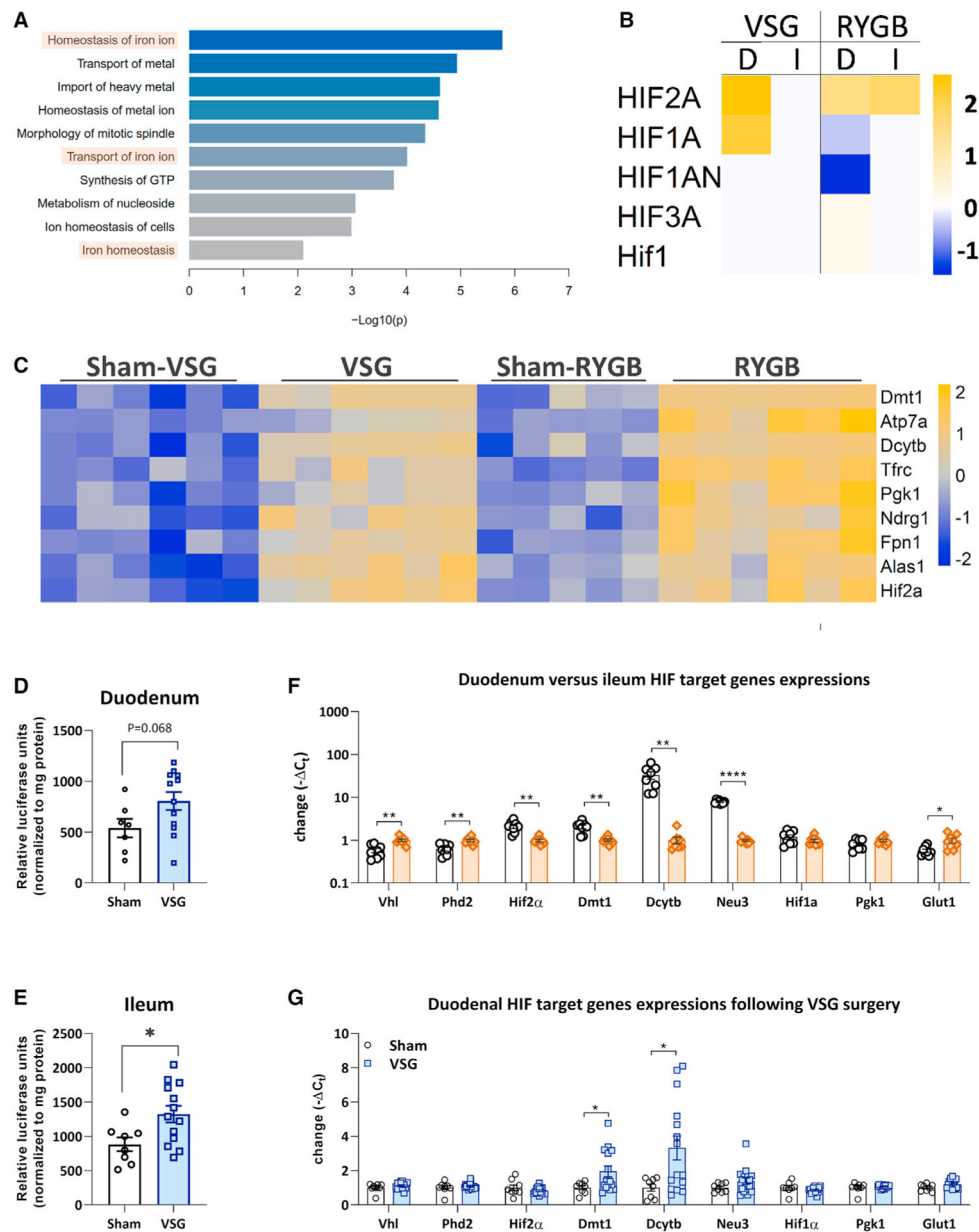 A
Homeostasis of iron ion
Transport of metal
Import of heavy metal
Homeostasis of metal ion
Morphology of mitotic spindle
Transport of iron ion
Synthesis of GTP
Metabolism of nucleoside
Ion homeostasis of cells
Iron homeostasis
0 1 2 3 4 5 6 7
−Log10(p)
B
VSG RYGB
D I D I
HIF2A
HIF1A
HIF1AN
HIF3A
Hif1
2
1
0
-1
C
Sham-VSG VSG Sham-RYGB RYGB
Dmt1
Atp7a
Dcytb
Tfrc
Pgk1
Ndrg1
Fpn1
Alas1
Hif2a
2
1
0
-1
-2
D
Duodenum
Relative luciferase units
(normalized to mg protein)
1500
1000
500
0
P=0.068
Sham VSG
F
Duodenum versus ileum HIF target genes expressions
change (-ΔCt)
1000
100
10
1
0.1
** ** ** ** ** **** *
Vhl Phd2 Hif2α Dmt1 Dcytb Neu3 Hif1a Pgk1 Glut1
E
Ileum
Relative luciferase units
(normalized to mg protein)
2500
2000
1500
1000
500
0
*
Sham VSG
G
Duodenal HIF target genes expressions following VSG surgery
change (-ΔCt)
10
8
6
4
2
0
Sham
VSG
* *
Vhl Phd2 Hif2α Dmt1 Dcytb Neu3 Hif1α Pgk1 Glut1